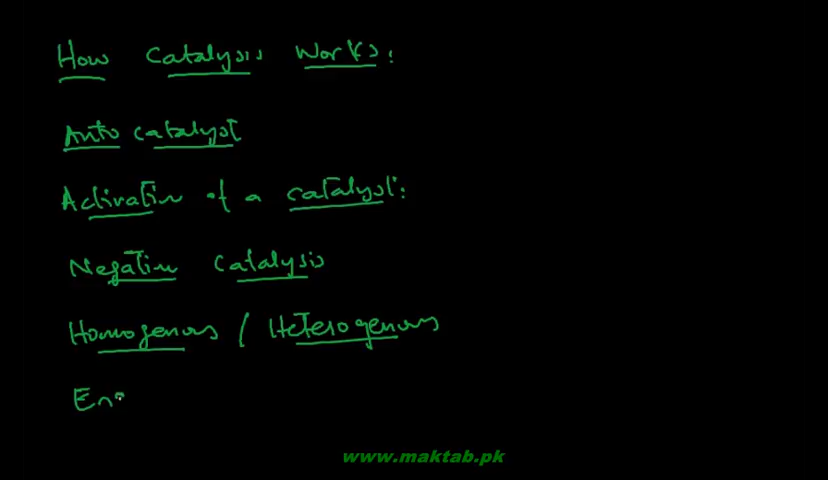 How Catalysis Works:
Auto catalyst
Activation of a catalyst:
Negative Catalysis
Homogenous / Heterogenous
En
www.maktab.pk